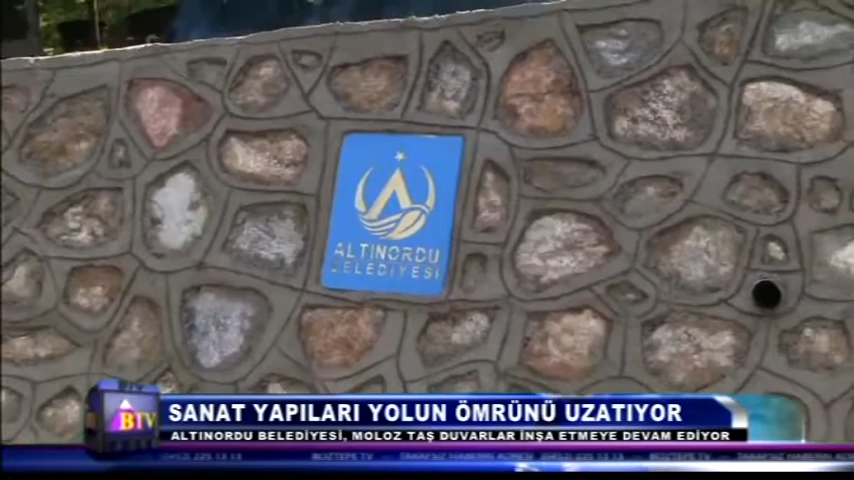 ALTINORDU
BELEDİYESİ
BTV
SANAT YAPILARI YOLUN ÖMRÜNÜ UZATIYOR
ALTINORDU BELEDİYESİ, MOLOZ TAŞ DUVARLAR İNŞA ETMEYE DEVAM EDİYOR